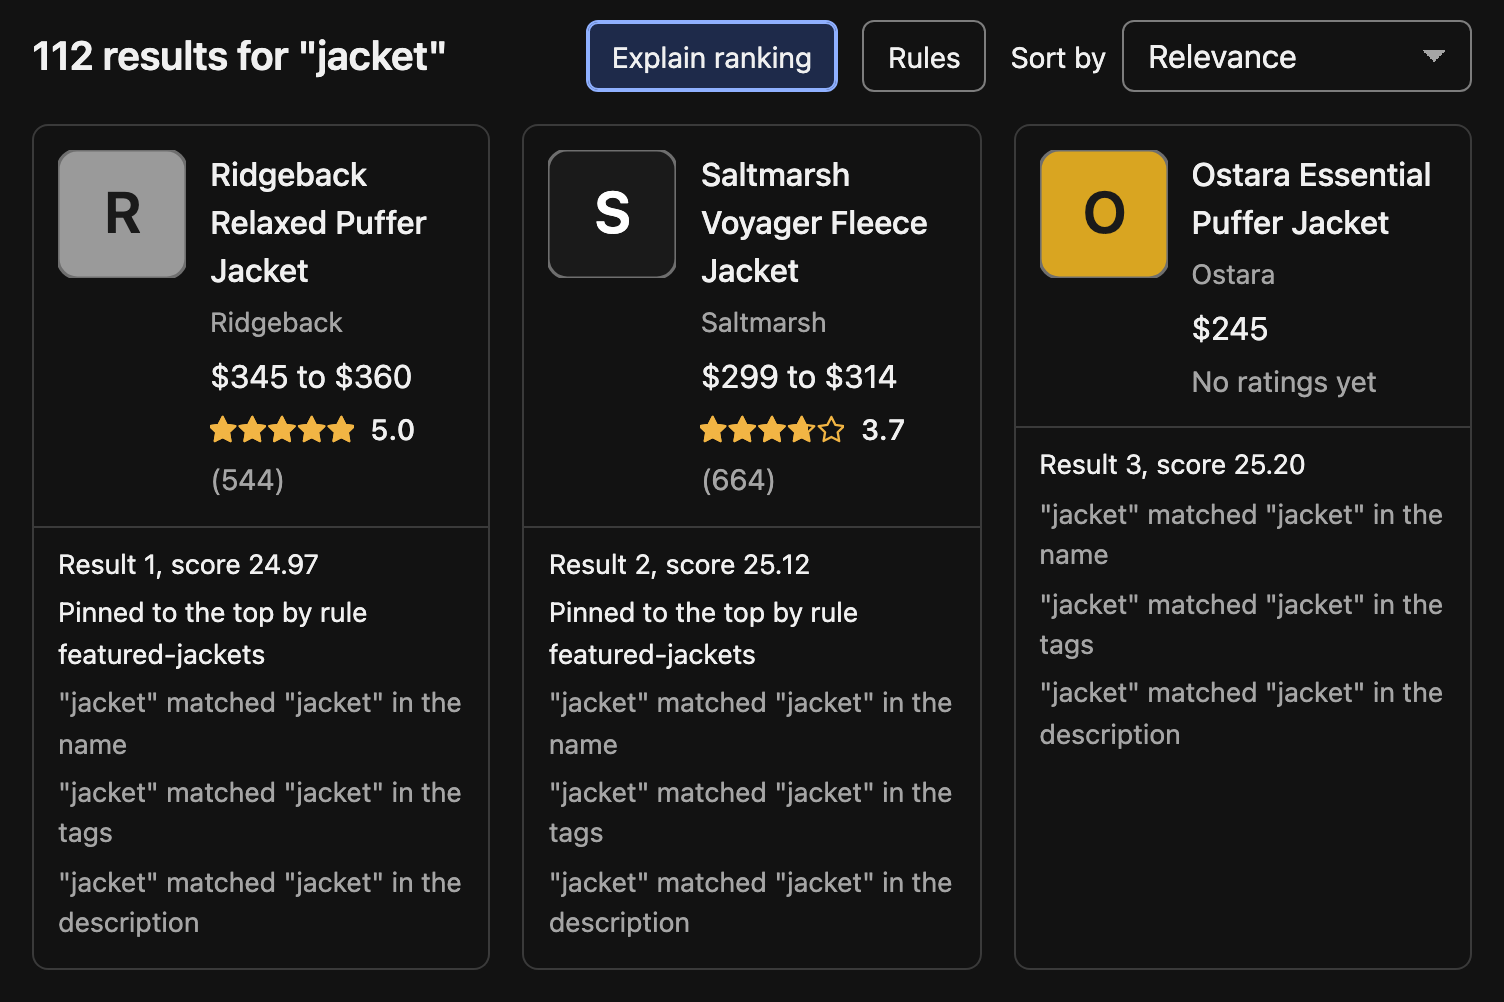 112 results for "jacket"
Explain ranking
Rules
Sort by
Relevance
R
Ridgeback
Relaxed Puffer
Jacket
Ridgeback
$345 to $360
5.0
(544)
Result 1, score 24.97
Pinned to the top by rule
featured-jackets
"jacket" matched "jacket" in the
name
"jacket" matched "jacket" in the
tags
"jacket" matched "jacket" in the
description
S
Saltmarsh
Voyager Fleece
Jacket
Saltmarsh
$299 to $314
3.7
(664)
Result 2, score 25.12
Pinned to the top by rule
featured-jackets
"jacket" matched "jacket" in the
name
"jacket" matched "jacket" in the
tags
"jacket" matched "jacket" in the
description
O
Ostara Essential
Puffer Jacket
Ostara
$245
No ratings yet
Result 3, score 25.20
"jacket" matched "jacket" in the
name
"jacket" matched "jacket" in the
tags
"jacket" matched "jacket" in the
description